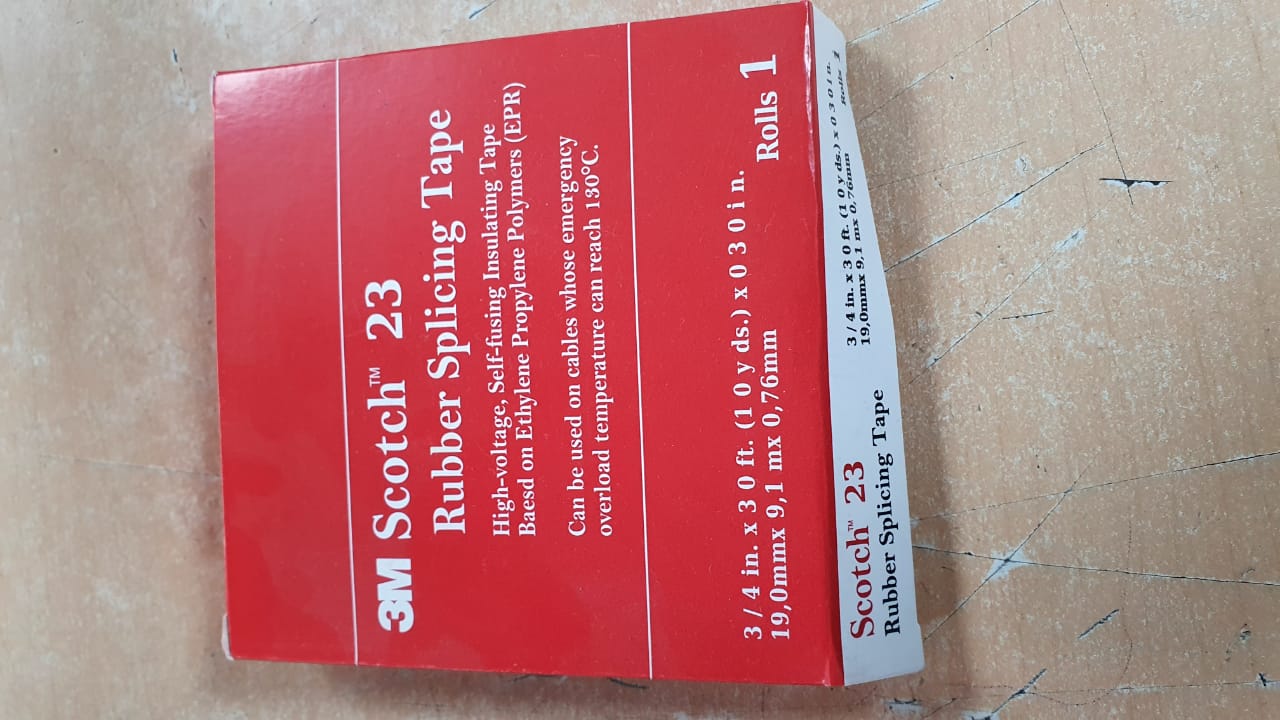 3M Scotch™ 23
Rubber Splicing Tape
High-voltage, Self-fusing Insulating Tape
Baesd on Ethylene Propylene Polymers (EPR)
Can be used on cables whose emergency
overload temperature can reach 130°C.
3 / 4 in. x 3 0 ft. (1 0 y ds.) x 0 3 0 i n.
19,0mmx 9,1 mx 0,76mm
Rolls 1
Scotch™ 23
Rubber Splicing Tape
3 / 4 in. x 3 0 ft. (1 0 y ds.) x 0 3 0 i n.
19,0mmx 9,1 mx 0,76mm
Rolls 1